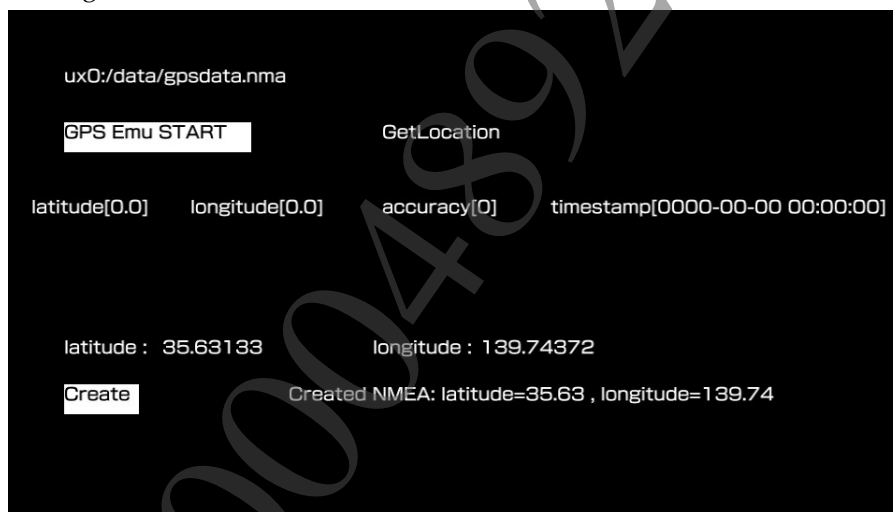 ux0:/data/gpsdata.nma
GPS Emu START GetLocation
latitude[0.0] longitude[0.0] accuracy[0] timestamp[0000-00-00 00:00:00]
latitude : 35.63133 longitude : 139.74372
Create Created NMEA: latitude=35.63 , longitude=139.74